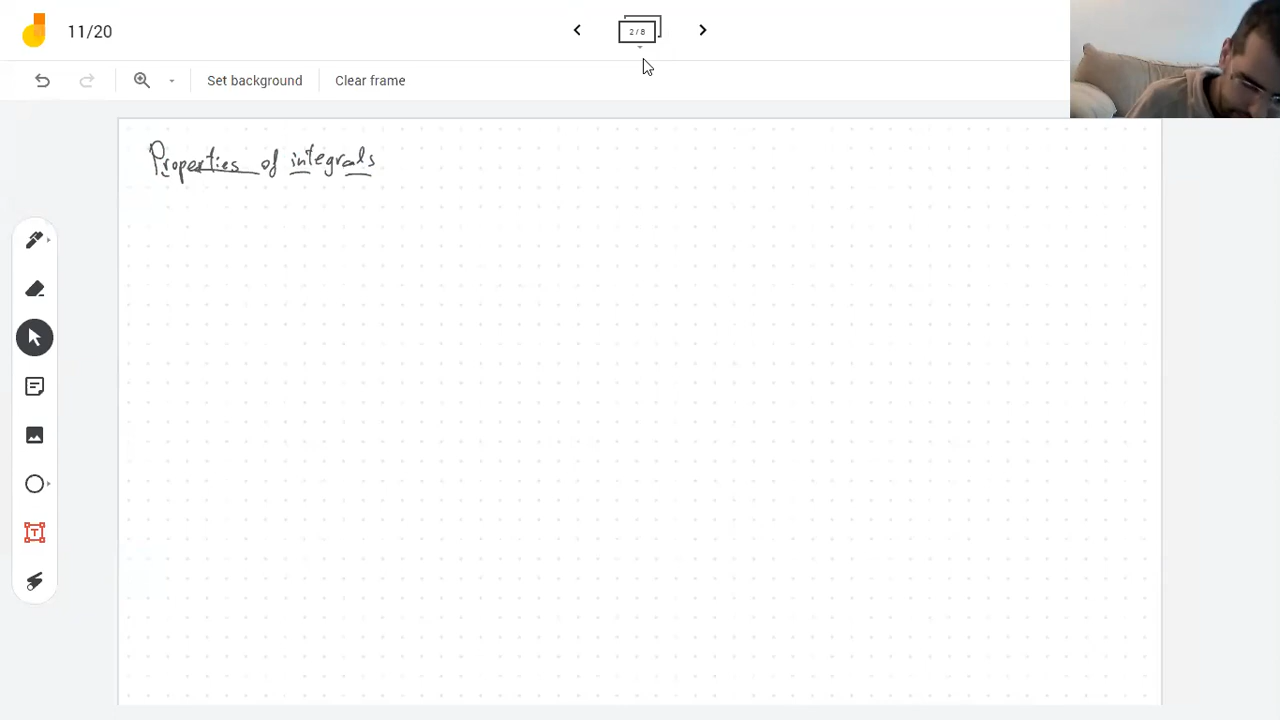 11/20
2 / 8
Set background
Clear frame
Properties of integrals